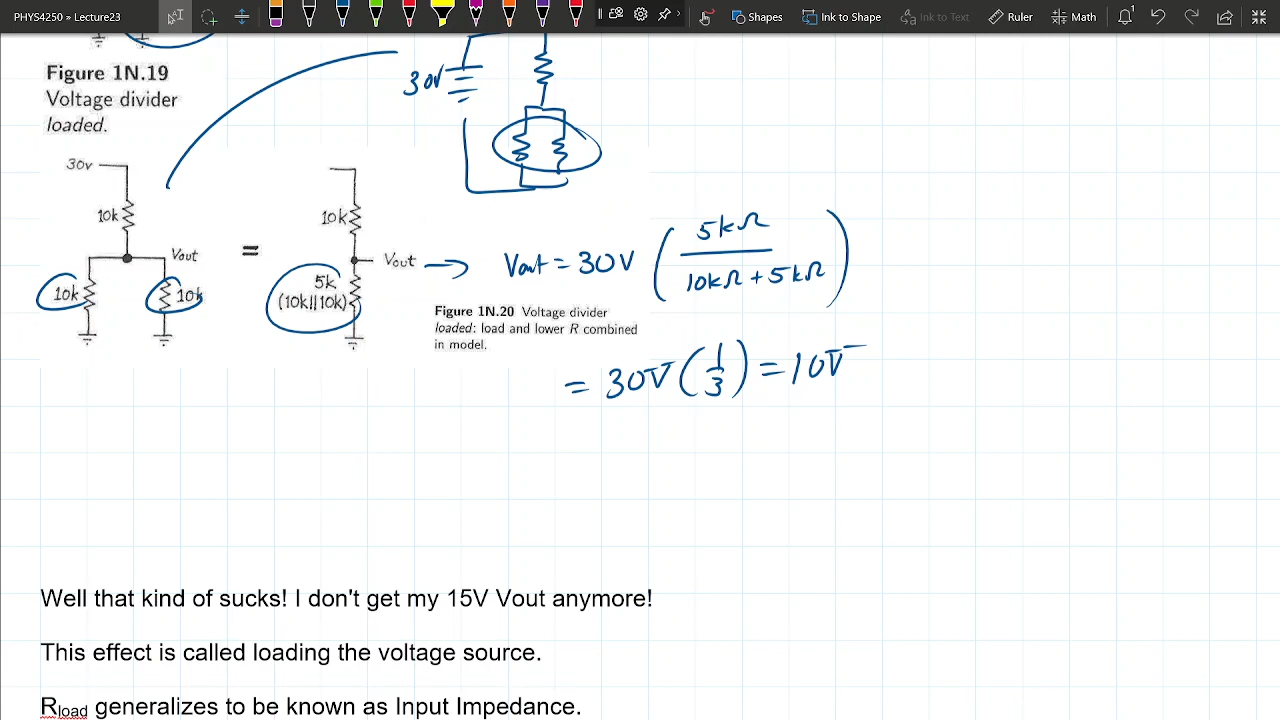 PHYS4250 » Lecture23
Shapes
Ink to Shape
Ink to Text
Ruler
Math
Figure 1N.19
Voltage divider
loaded.
30V
30v
10k
Vout
10k
10k
=
10k
Vout
5k
(10k||10k)
Figure 1N.20 Voltage divider
loaded: load and lower R combined
in model.
Vout = 30V ( 5kΩ / 10kΩ + 5kΩ )
= 30V (1/3) = 10V
Well that kind of sucks! I don't get my 15V Vout anymore!
This effect is called loading the voltage source.
Rload generalizes to be known as Input Impedance.